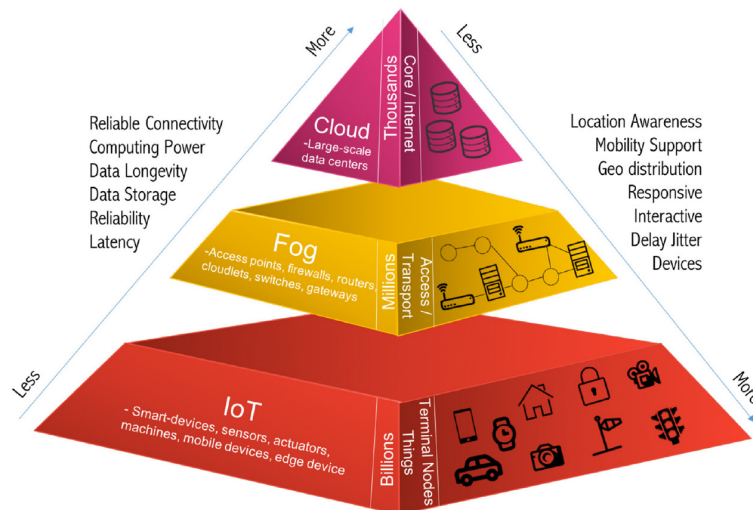 More
Less
Reliable Connectivity
Computing Power
Data Longevity
Data Storage
Reliability
Latency
Cloud
-Large-scale
data centers
Thousands
Core / Internet
Location Awareness
Mobility Support
Geo distribution
Responsive
Interactive
Delay Jitter
Devices
Fog
-Access points, firewalls, routers,
cloudlets, switches, gateways
Millions
Access /
Transport
Less
More
IoT
- Smart-devices, sensors, actuators,
machines, mobile devices, edge device
Billions
Terminal Nodes
Things